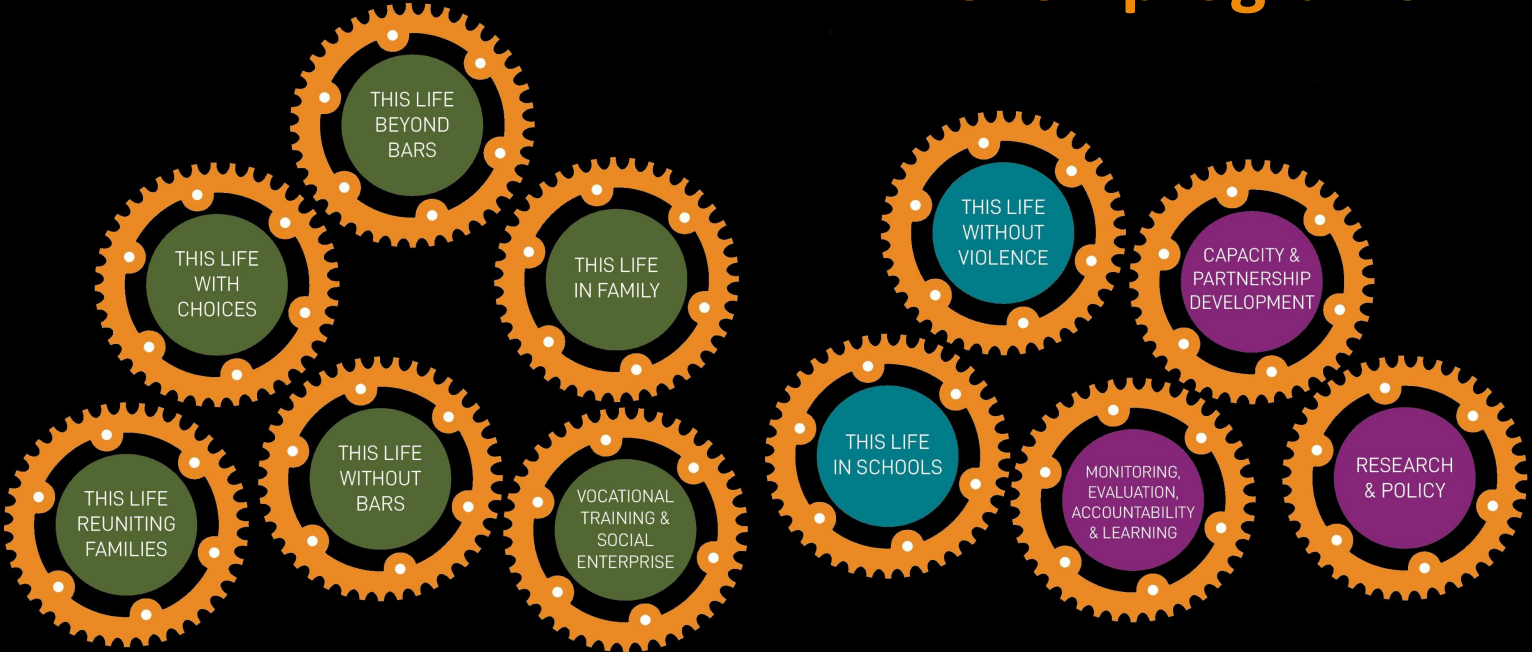 THIS LIFE
BEYOND
BARS
THIS LIFE
WITH
CHOICES
THIS LIFE
IN FAMILY
THIS LIFE
REUNITING
FAMILIES
THIS LIFE
WITHOUT
BARS
VOCATIONAL
TRAINING &
SOCIAL
ENTERPRISE
THIS LIFE
WITHOUT
VIOLENCE
CAPACITY &
PARTNERSHIP
DEVELOPMENT
THIS LIFE
IN SCHOOLS
MONITORING,
EVALUATION,
ACCOUNTABILITY
& LEARNING
RESEARCH
& POLICY